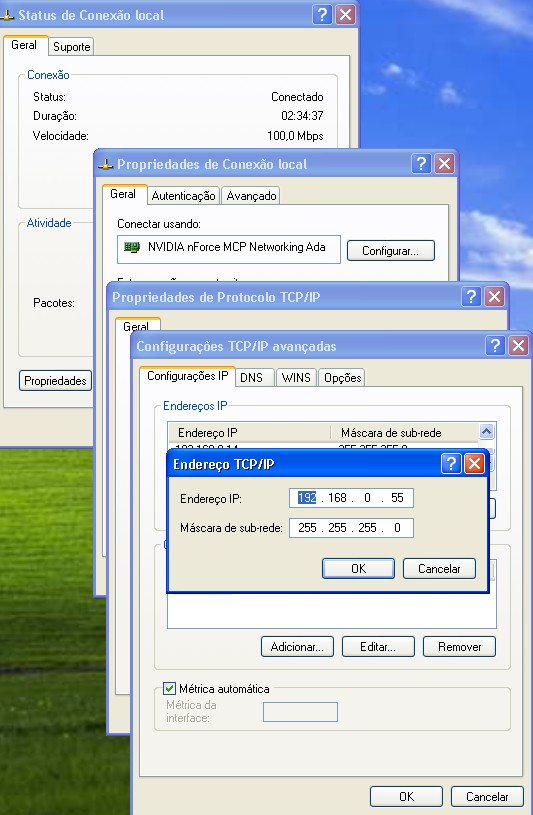 Status de Conexão local
Geral
Suporte
Conexão
Status:
Conectado
Duração:
02:34:37
Velocidade:
100,0 Mbps
Atividade
Pacotes:
Propriedades
Propriedades de Conexão local
Geral
Autenticação
Avançado
Conectar usando:
NVIDIA nForce MCP Networking Ada
Configurar...
Propriedades de Protocolo TCP/IP
Geral
Configurações TCP/IP avançadas
Configurações IP
DNS
WINS
Opções
Endereços IP
Endereço IP
Máscara de sub-rede
Endereço TCP/IP
Endereço IP:
192 . 168 . 0 . 55
Máscara de sub-rede:
255 . 255 . 255 . 0
OK
Cancelar
Adicionar...
Editar...
Remover
Métrica automática
Métrica da
interface:
OK
Cancelar